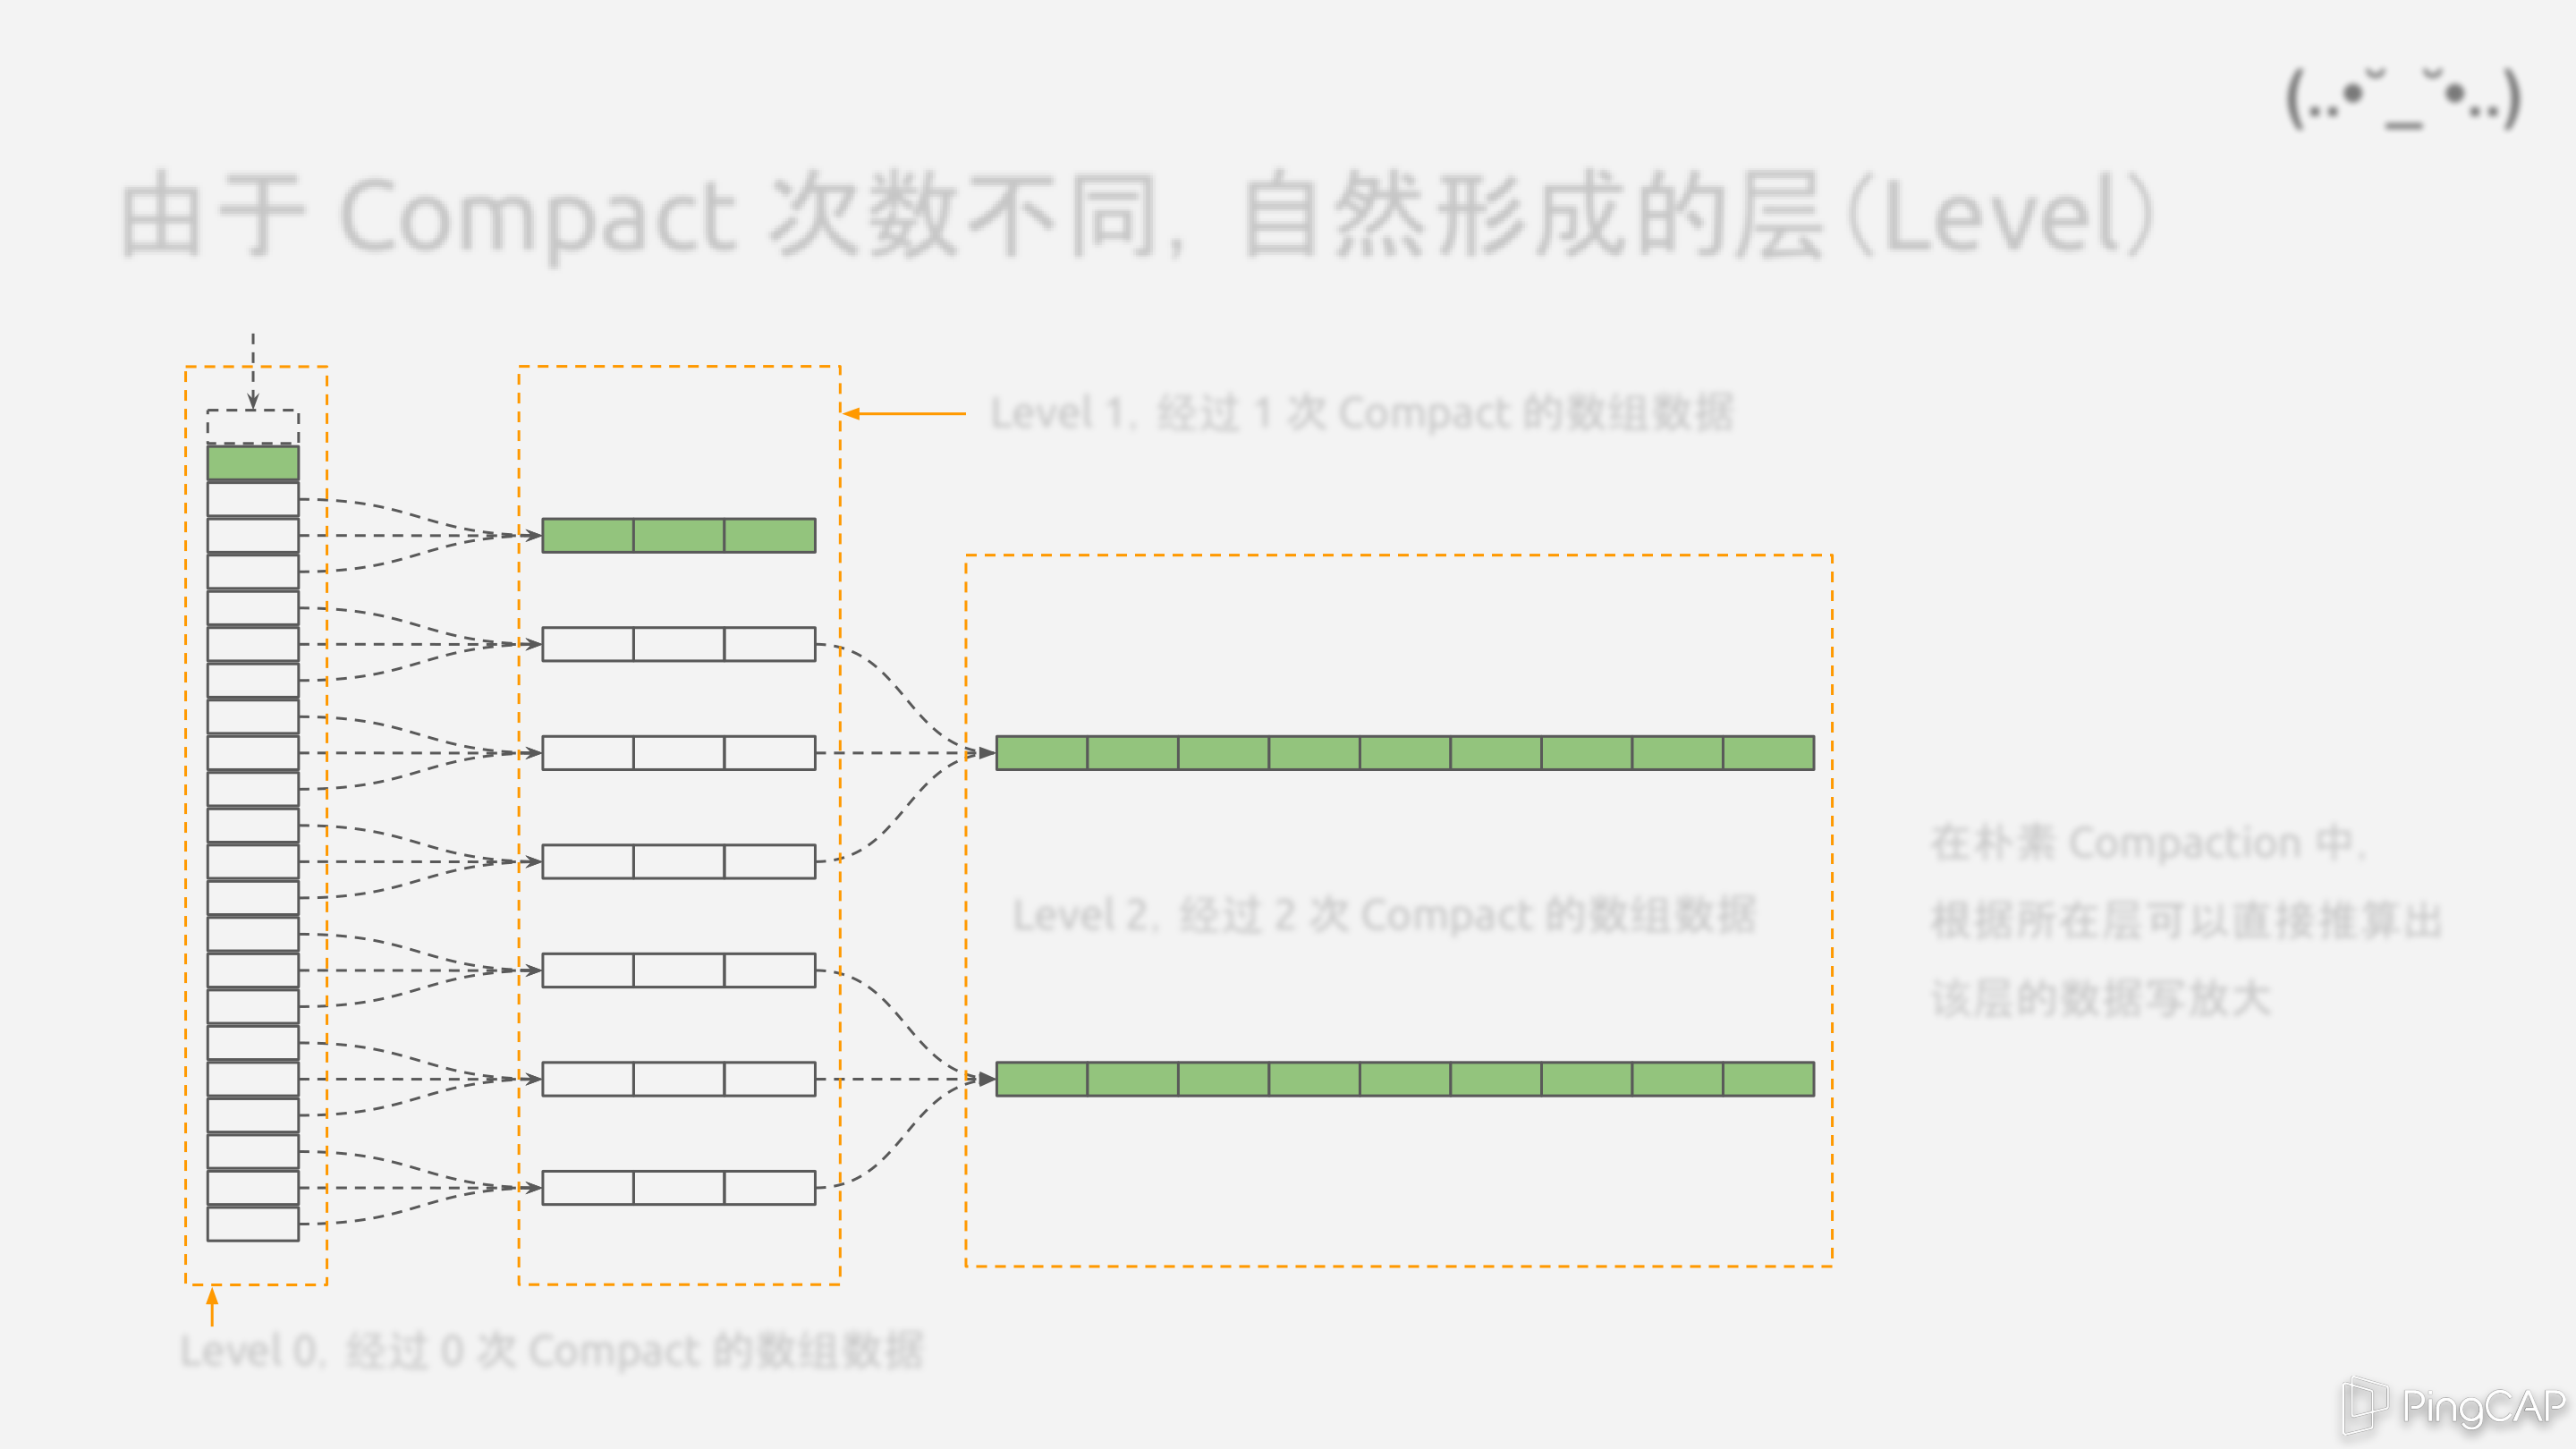 (..•˘_˘•..)
由于 Compact 次数不同，自然形成的层（Level）
Level 1，经过 1 次 Compact 的数组数据
在朴素 Compaction 中，
Level 2，经过 2 次 Compact 的数组数据
根据所在层可以直接推算出
该层的数据写放大
Level 0，经过 0 次 Compact 的数组数据
PingCAP